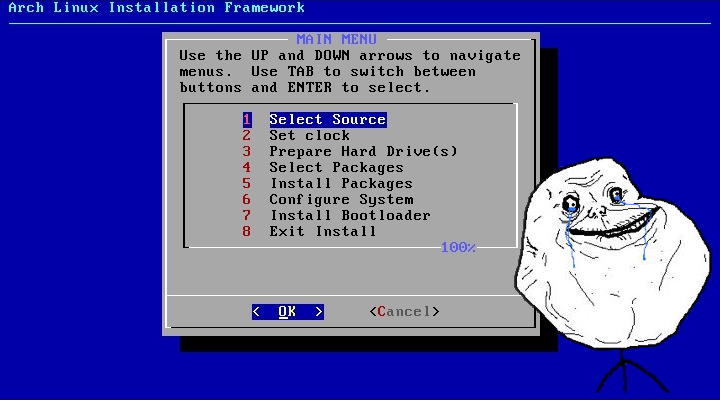 Arch Linux Installation Framework
MAIN MENU
Use the UP and DOWN arrows to navigate
menus.  Use TAB to switch between
buttons and ENTER to select.
1 Select Source
2 Set clock
3 Prepare Hard Drive(s)
4 Select Packages
5 Install Packages
6 Configure System
7 Install Bootloader
8 Exit Install
100%
<  OK  > <Cancel>